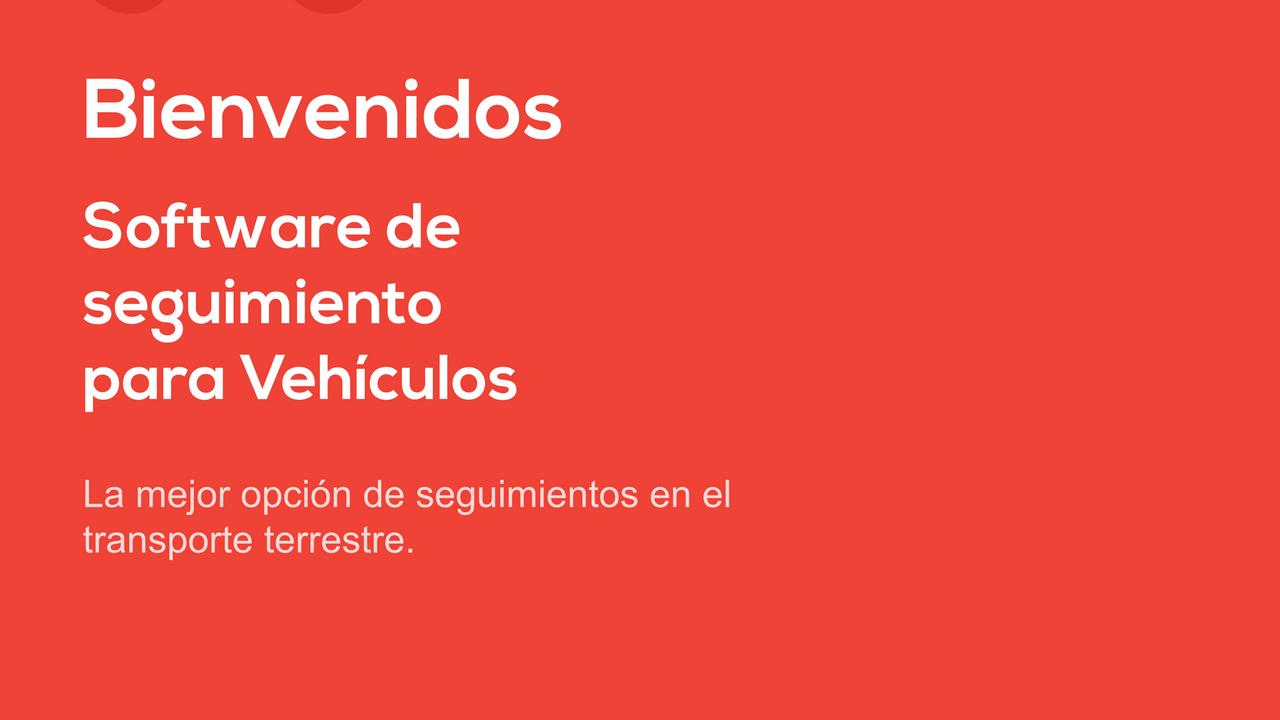 Bienvenidos
Software de
seguimiento
para Vehículos
La mejor opción de seguimientos en el
transporte terrestre.